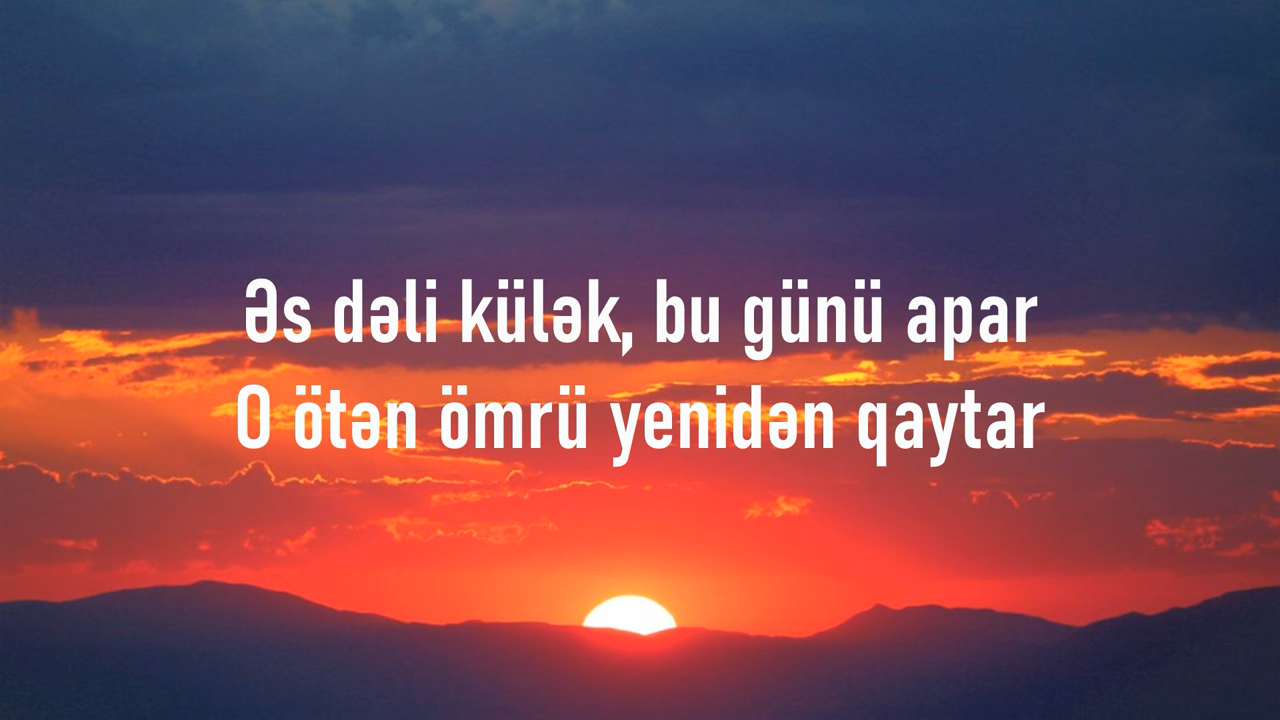 Əs dəli külək, bu günü apar
O ötən ömrü yenidən qaytar